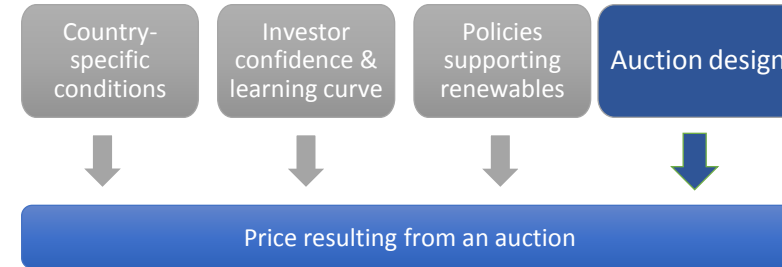 Country-
specific
conditions
Investor
confidence &
learning curve
Policies
supporting
renewables
Auction design
Price resulting from an auction